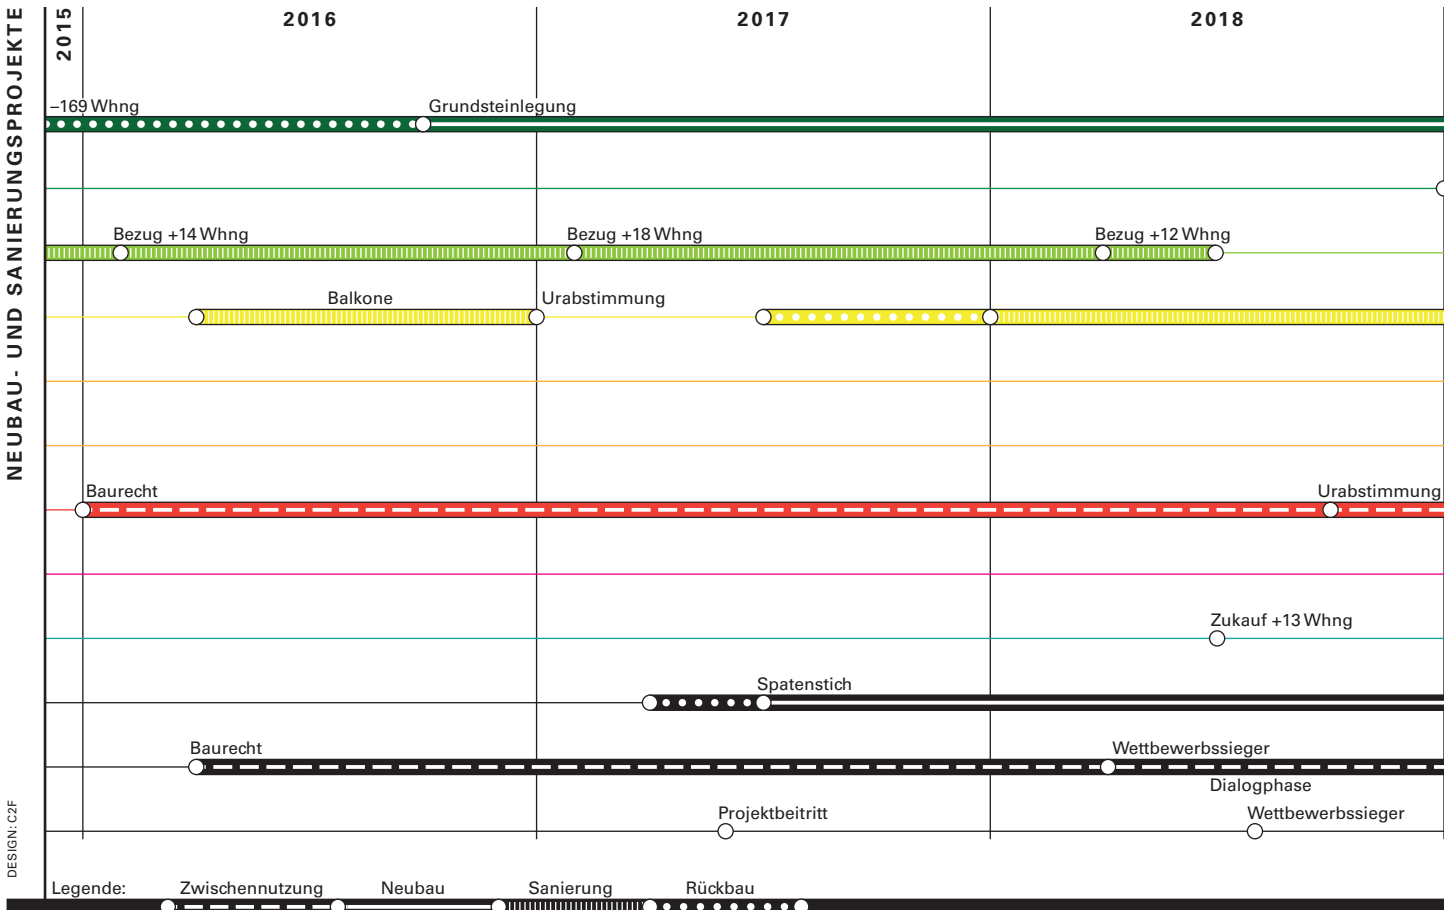 NEUBAU- UND SANIERUNGSPROJEKTE
2015
2016
2017
2018
–169 Whng
Grundsteinlegung
Bezug +14 Whng
Bezug +18 Whng
Bezug +12 Whng
Balkone
Urabstimmung
Baurecht
Urabstimmung
Zukauf +13 Whng
Spatenstich
Baurecht
Wettbewerbssieger
Dialogphase
Projektbeitritt
Wettbewerbssieger
DESIGN: C2F
Legende:
Zwischennutzung
Neubau
Sanierung
Rückbau